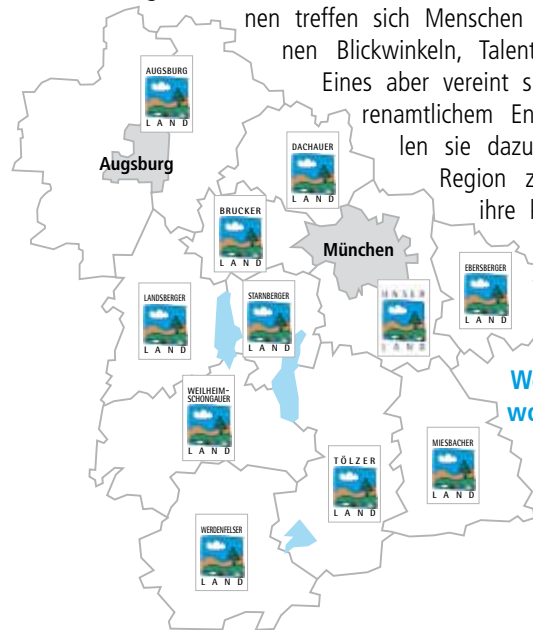 nen treffen sich Menschen
nen Blickwinkeln, Talent
Eines aber vereint s
renamtlichem En
len sie dazu
Region z
ihre
AUGSBURG
LAND
Augsburg
DACHAUER
LAND
BRUCKER
LAND
München
EBERSBERGER
LAND
LANDSBERGER
LAND
STARNBERGER
LAND
UNSER
LAND
WEILHEIM-
SCHONGAUER
LAND
TÖLZER
LAND
MIESBACHER
LAND
WERDENFELSER
LAND